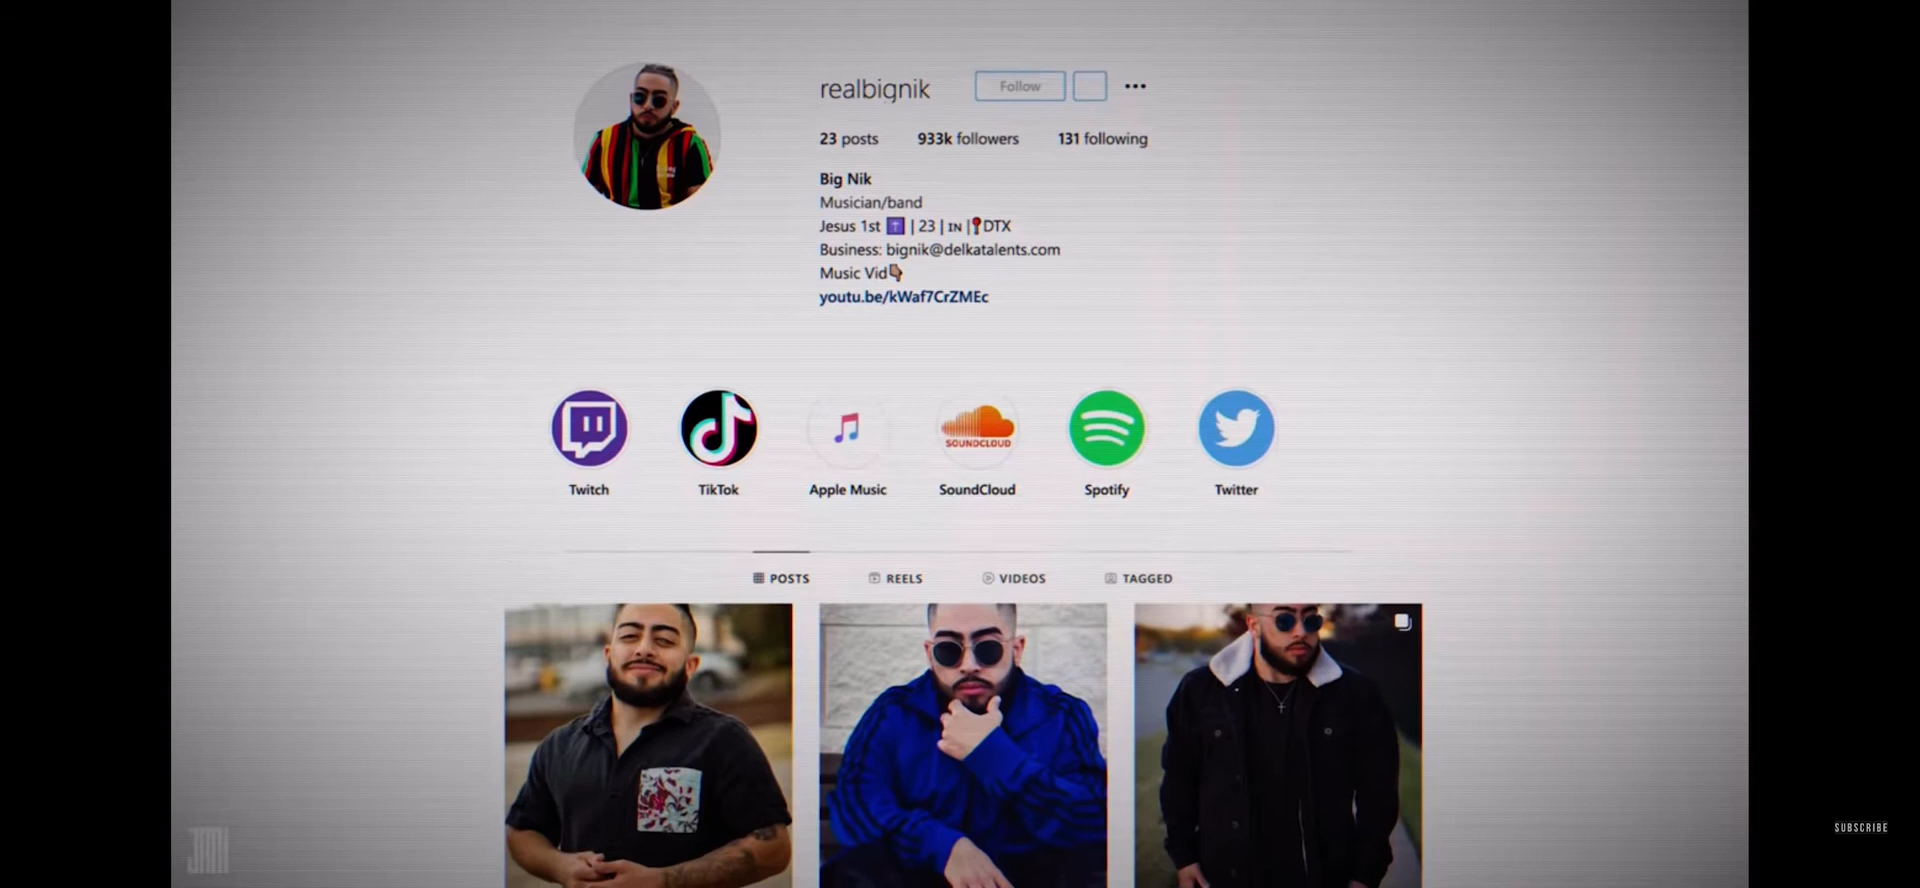 realbignik Follow
23 posts 933k followers 131 following
Big Nik
Musician/band
Jesus 1st ✝️ | 23 | ɪɴ |📍DTX
Business: bignik@delkatalents.com
Music Vid👇🏽
youtu.be/kWaf7CrZMEc
SOUNDCLOUD
Twitch TikTok Apple Music SoundCloud Spotify Twitter
POSTS REELS VIDEOS TAGGED
SUBSCRIBE